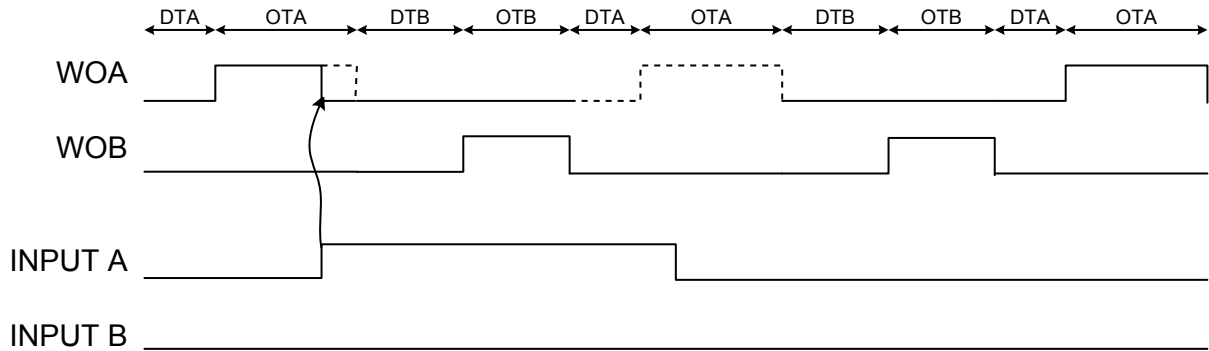 DTA OTA DTB OTB DTA OTA DTB OTB DTA OTA
WOA
WOB
INPUT A
INPUT B